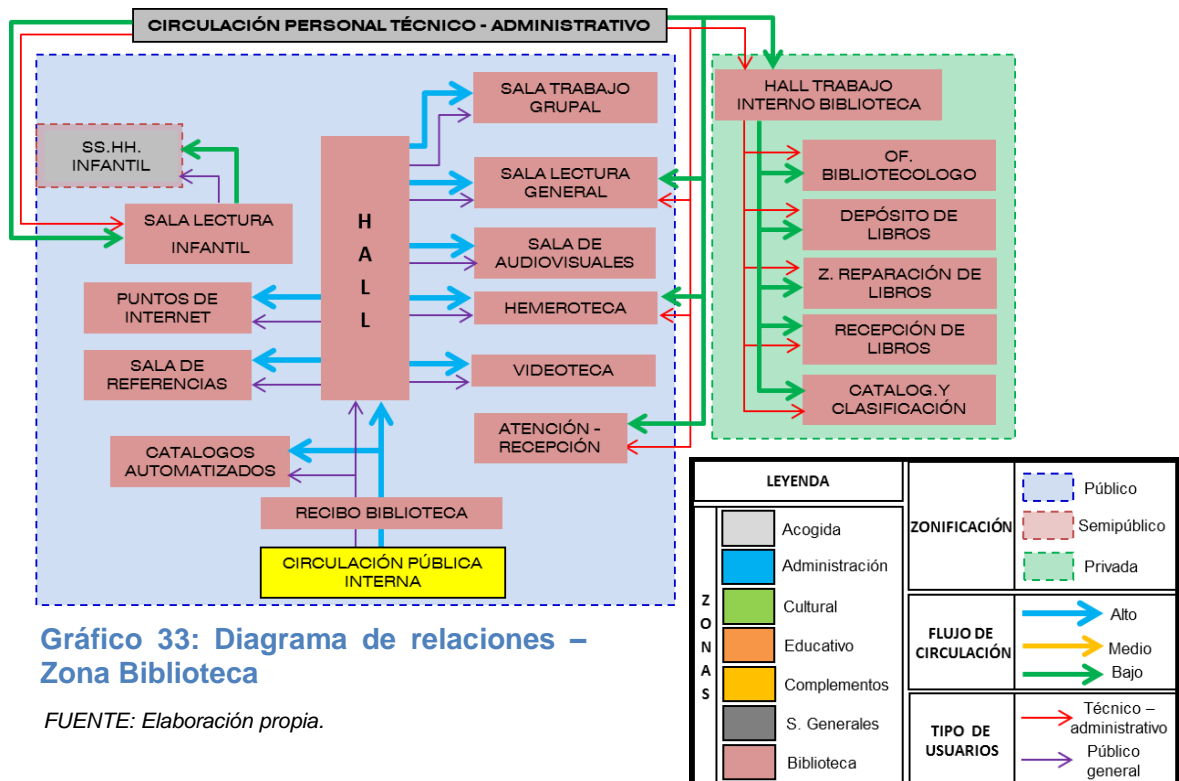 CIRCULACIÓN PERSONAL TÉCNICO - ADMINISTRATIVO
SALA TRABAJO
GRUPAL
HALL TRABAJO
INTERNO BIBLIOTECA
SS.HH.
INFANTIL
HALL
SALA LECTURA
GENERAL
OF.
BIBLIOTECOLOGO
SALA LECTURA
INFANTIL
DEPÓSITO DE
LIBROS
SALA DE
AUDIOVISUALES
Z. REPARACIÓN DE
LIBROS
PUNTOS DE
INTERNET
HEMEROTECA
RECEPCIÓN DE
LIBROS
SALA DE
REFERENCIAS
VIDEOTECA
CATALOG.Y
CLASIFICACIÓN
CATALOGOS
AUTOMATIZADOS
ATENCIÓN -
RECEPCIÓN
RECIBO BIBLIOTECA
CIRCULACIÓN PÚBLICA
INTERNA
LEYENDA
ZONAS
Acogida
Administración
Cultural
Educativo
Complementos
S. Generales
Biblioteca
ZONIFICACIÓN
Público
Semipúblico
Privada
FLUJO DE
CIRCULACIÓN
Alto
Medio
Bajo
TIPO DE
USUARIOS
Técnico –
administrativo
Público
general
Gráfico 33: Diagrama de relaciones –
Zona Biblioteca
FUENTE: Elaboración propia.